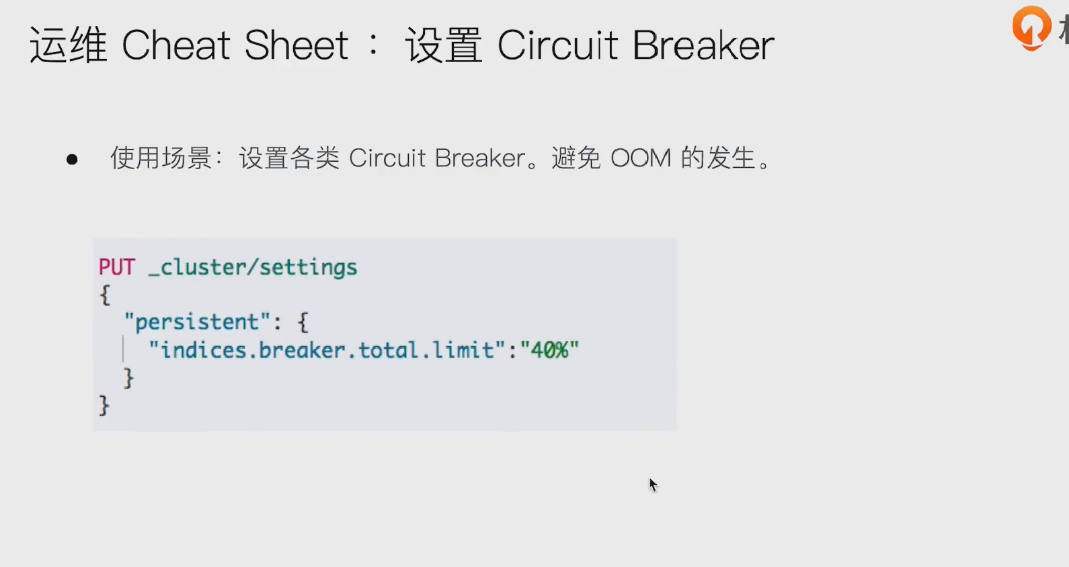 运维 Cheat Sheet ： 设置 Circuit Breaker
● 使用场景：设置各类 Circuit Breaker。避免 OOM 的发生。
PUT _cluster/settings
{
  "persistent": {
    "indices.breaker.total.limit":"40%"
  }
}